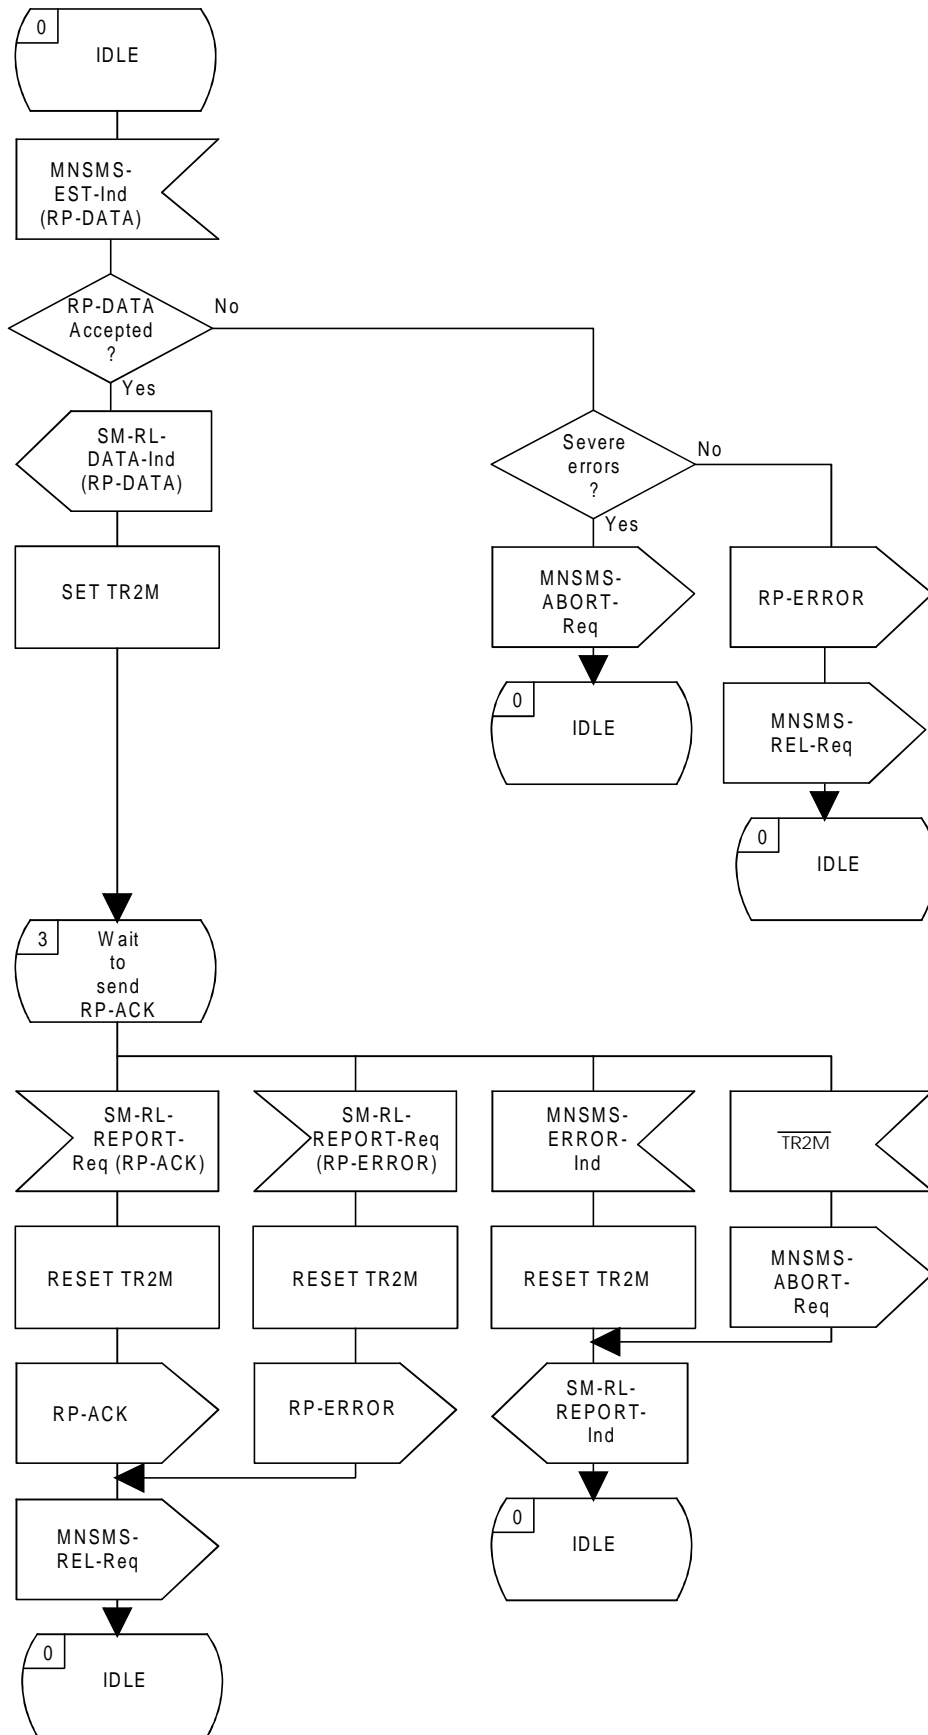 0
IDLE
MNSMS-
EST-Ind
(RP-DATA)
RP-DATA
Accepted
?
No
Yes
SM-RL-
DATA-Ind
(RP-DATA)
Severe
errors
?
No
Yes
SET TR2M
MNSMS-
ABORT-
Req
RP-ERROR
0
IDLE
MNSMS-
REL-Req
0
IDLE
3
Wait
to
send
RP-ACK
SM-RL-
REPORT-
Req (RP-ACK)
SM-RL-
REPORT-Req
(RP-ERROR)
MNSMS-
ERROR-
Ind
TR2M
RESET TR2M
RESET TR2M
RESET TR2M
MNSMS-
ABORT-
Req
RP-ACK
RP-ERROR
SM-RL-
REPORT-
Ind
MNSMS-
REL-Req
0
IDLE
0
IDLE